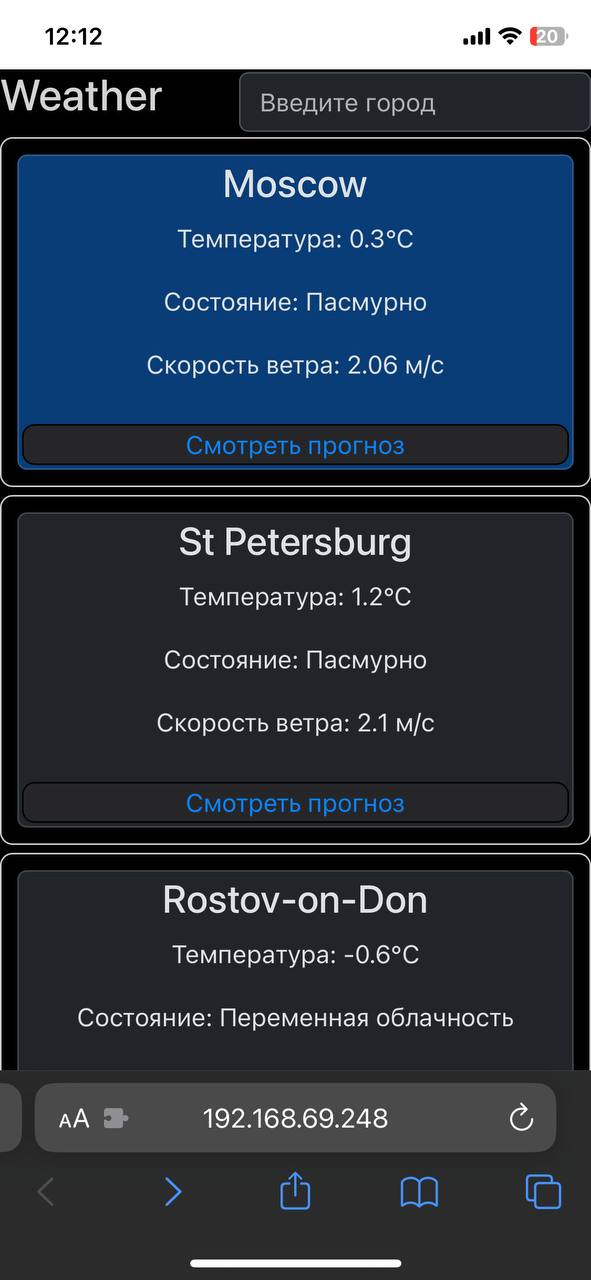 12:12
20
Weather
Введите город
Moscow
Температура: 0.3°C
Состояние: Пасмурно
Скорость ветра: 2.06 м/с
Смотреть прогноз
St Petersburg
Температура: 1.2°C
Состояние: Пасмурно
Скорость ветра: 2.1 м/с
Смотреть прогноз
Rostov-on-Don
Температура: -0.6°C
Состояние: Переменная облачность
AA 192.168.69.248